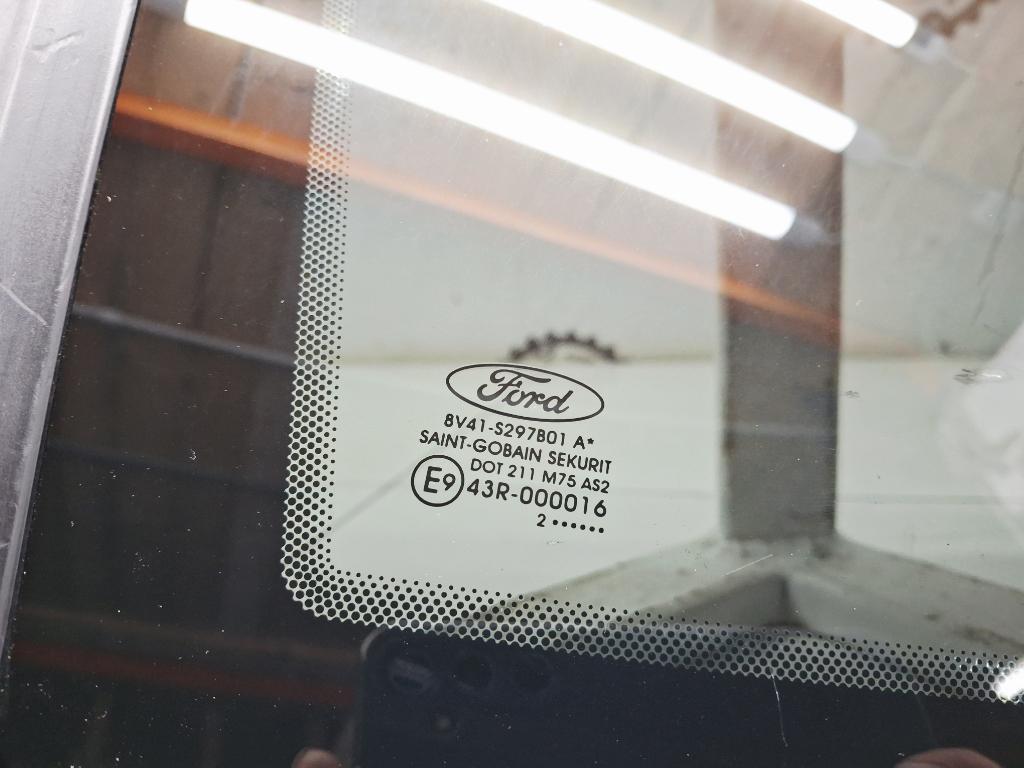 Ford
8V41-S297B01 A*
SAINT-GOBAIN SEKURIT
DOT 211 M75 AS2
E9 43R-000016
2 ••••••